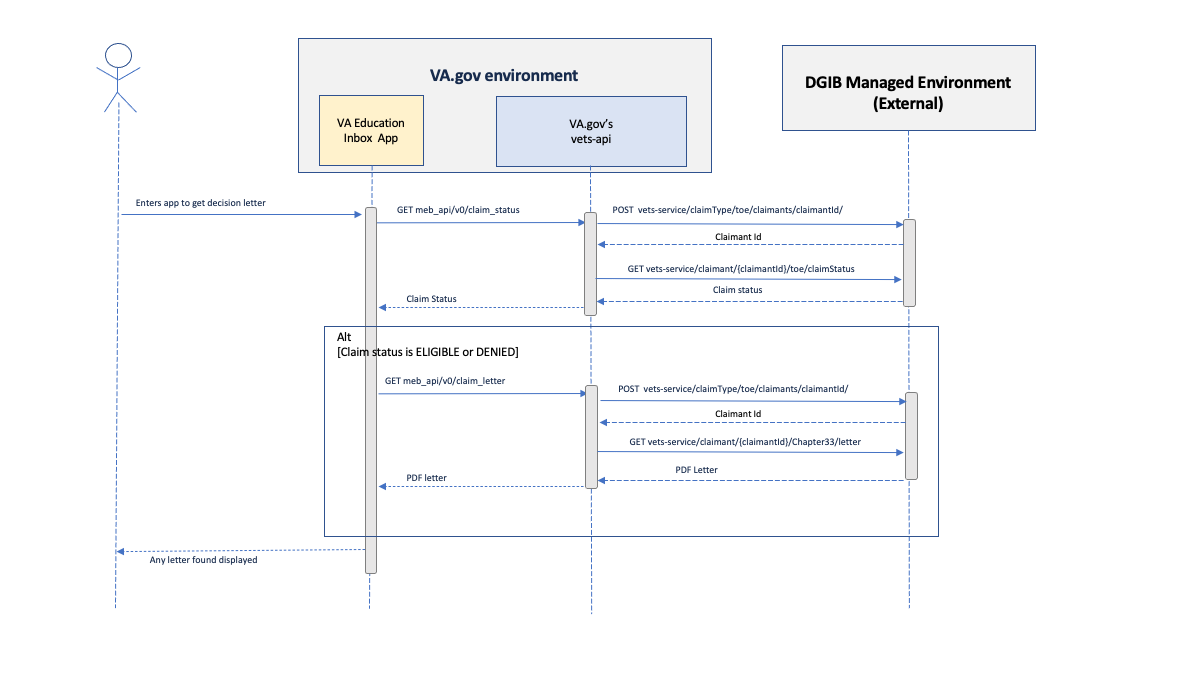 VA.gov environment
DGIB Managed Environment
(External)
VA Education
Inbox App
VA.gov's
vets-api
Enters app to get decision letter
GET meb_api/v0/claim_status
POST vets-service/claimType/toe/claimants/claimantId/
Claimant Id
GET vets-service/claimant/{claimantId}/toe/claimStatus
Claim status
Claim Status
Alt
[Claim status is ELIGIBLE or DENIED]
GET meb_api/v0/claim_letter
POST vets-service/claimType/toe/claimants/claimantId/
Claimant Id
GET vets-service/claimant/{claimantId}/Chapter33/letter
PDF Letter
PDF letter
Any letter found displayed